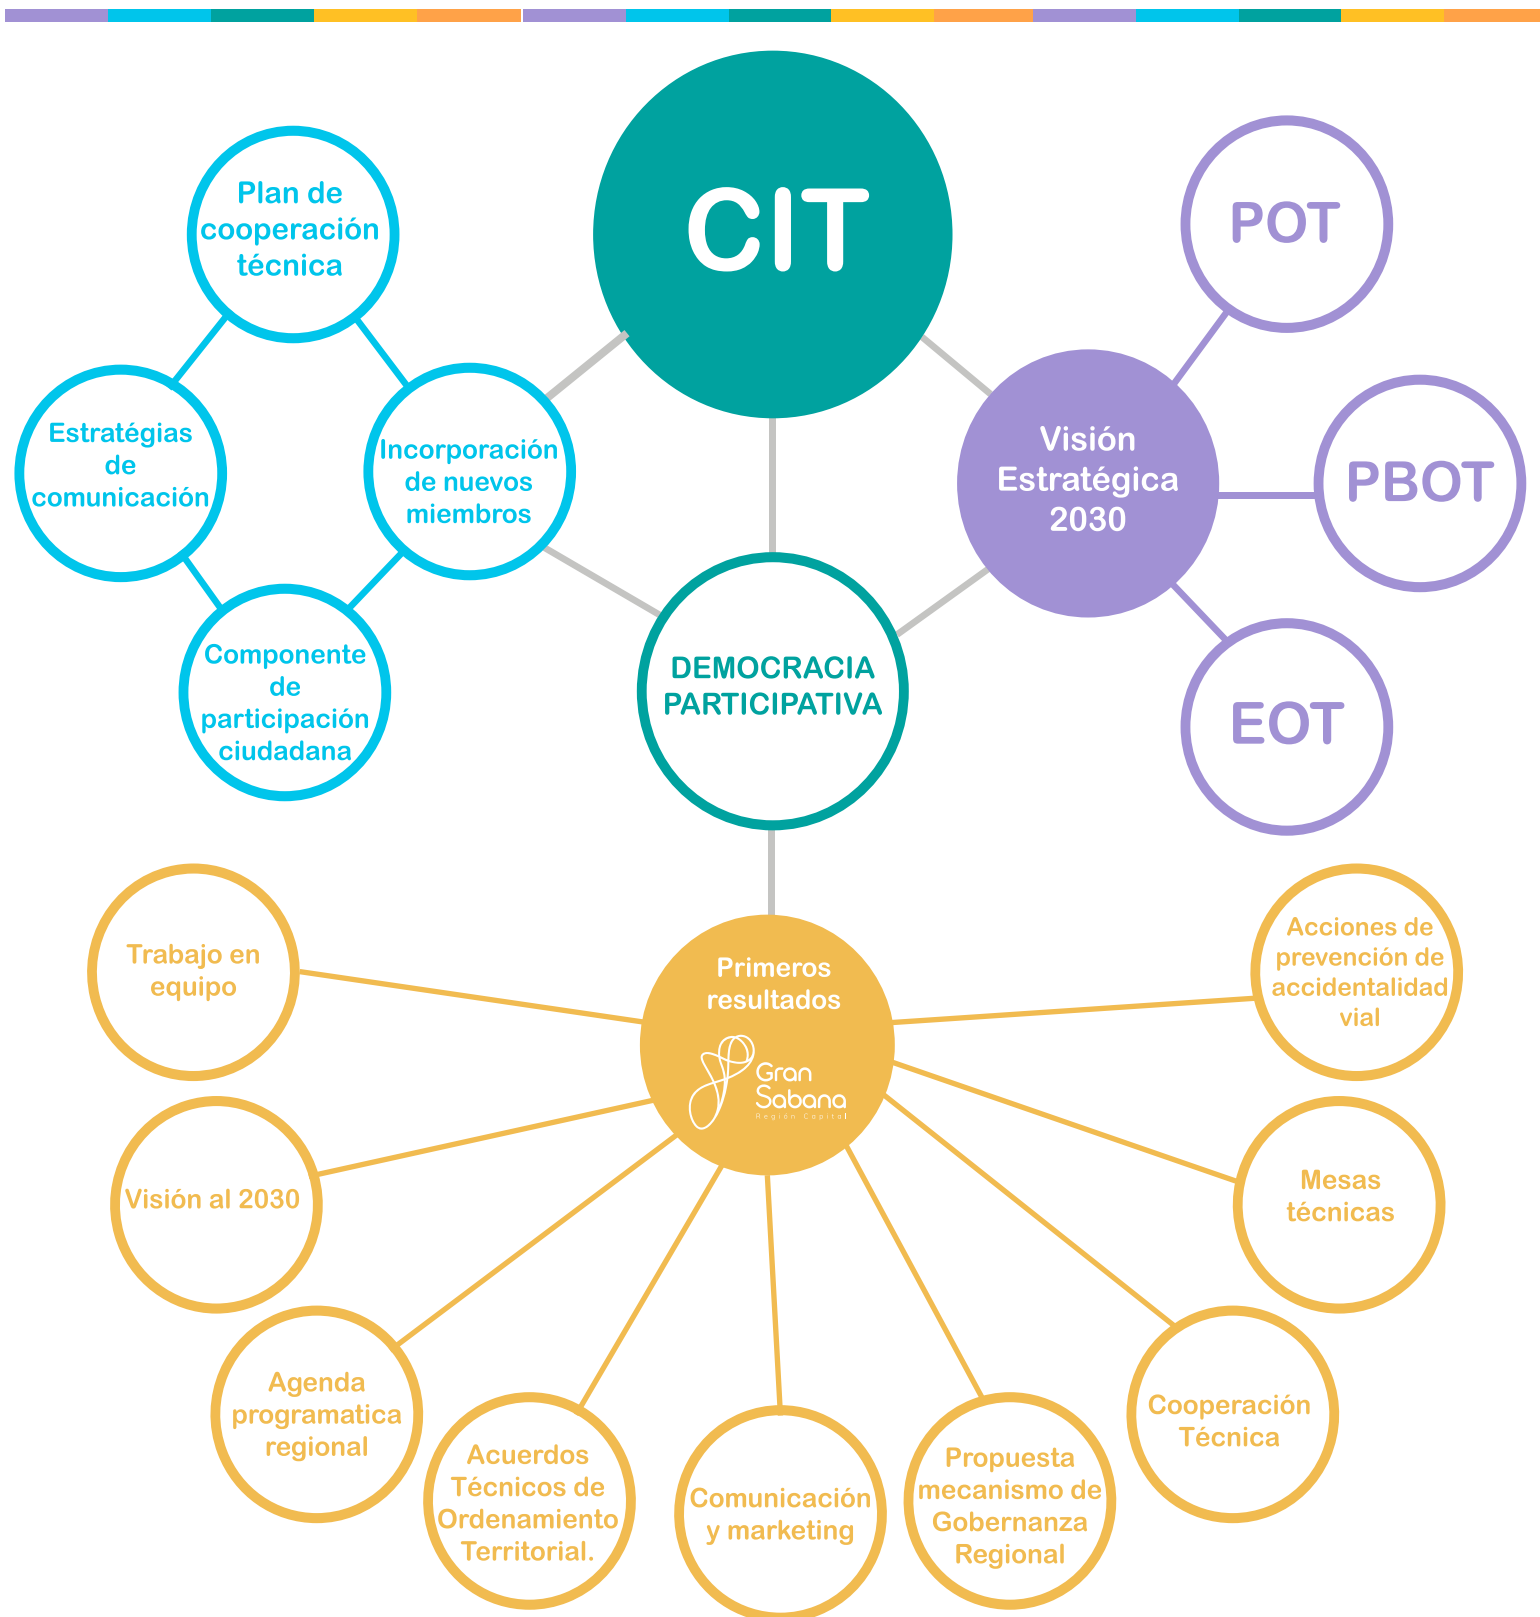 CIT
Plan de
cooperación
técnica
Estratégias
de
comunicación
Incorporación
de nuevos
miembros
Componente
de
participación
ciudadana
POT
Visión
Estratégica
2030
PBOT
EOT
DEMOCRACIA
PARTICIPATIVA
Primeros
resultados
Gran
Sabana
Región Capital
Trabajo en
equipo
Visión al 2030
Agenda
programatica
regional
Acuerdos
Técnicos de
Ordenamiento
Territorial.
Comunicación
y marketing
Propuesta
mecanismo de
Gobernanza
Regional
Cooperación
Técnica
Mesas
técnicas
Acciones de
prevención de
accidentalidad
vial